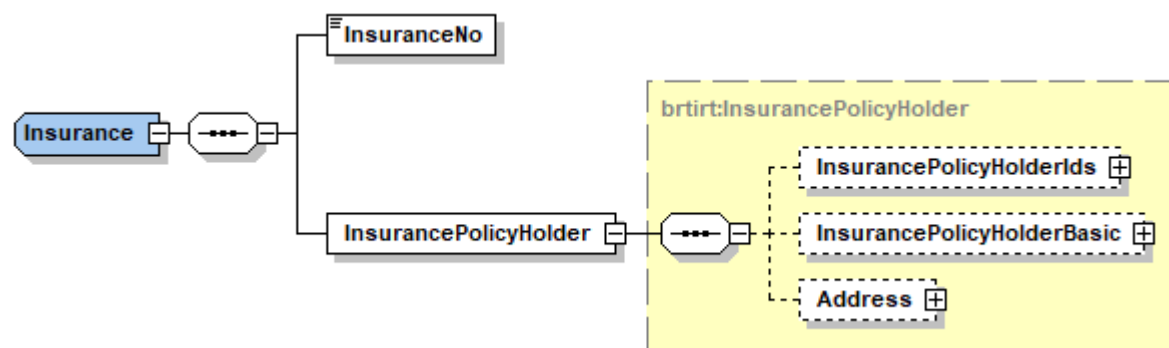 InsuranceNo
brtirt:InsurancePolicyHolder
Insurance
InsurancePolicyHolderIds
InsurancePolicyHolder
InsurancePolicyHolderBasic
Address